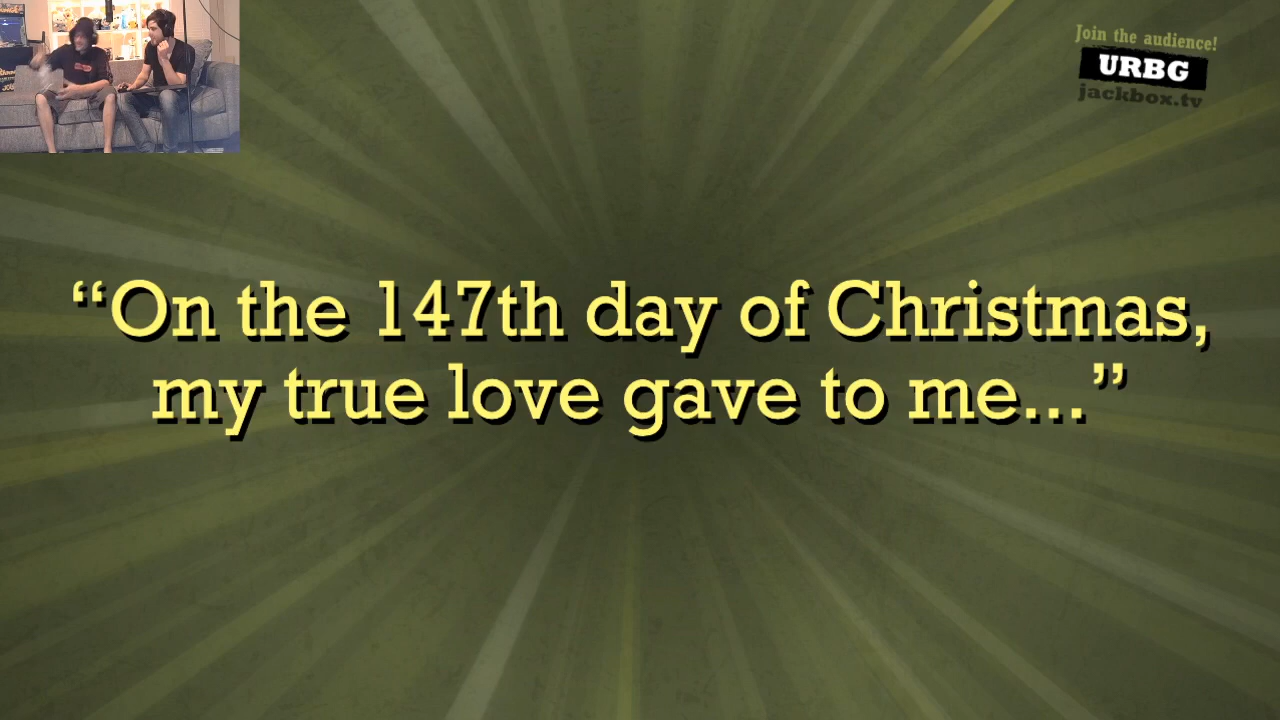 Join the audience!
URBG
jackbox.tv
“On the 147th day of Christmas,
my true love gave to me...”